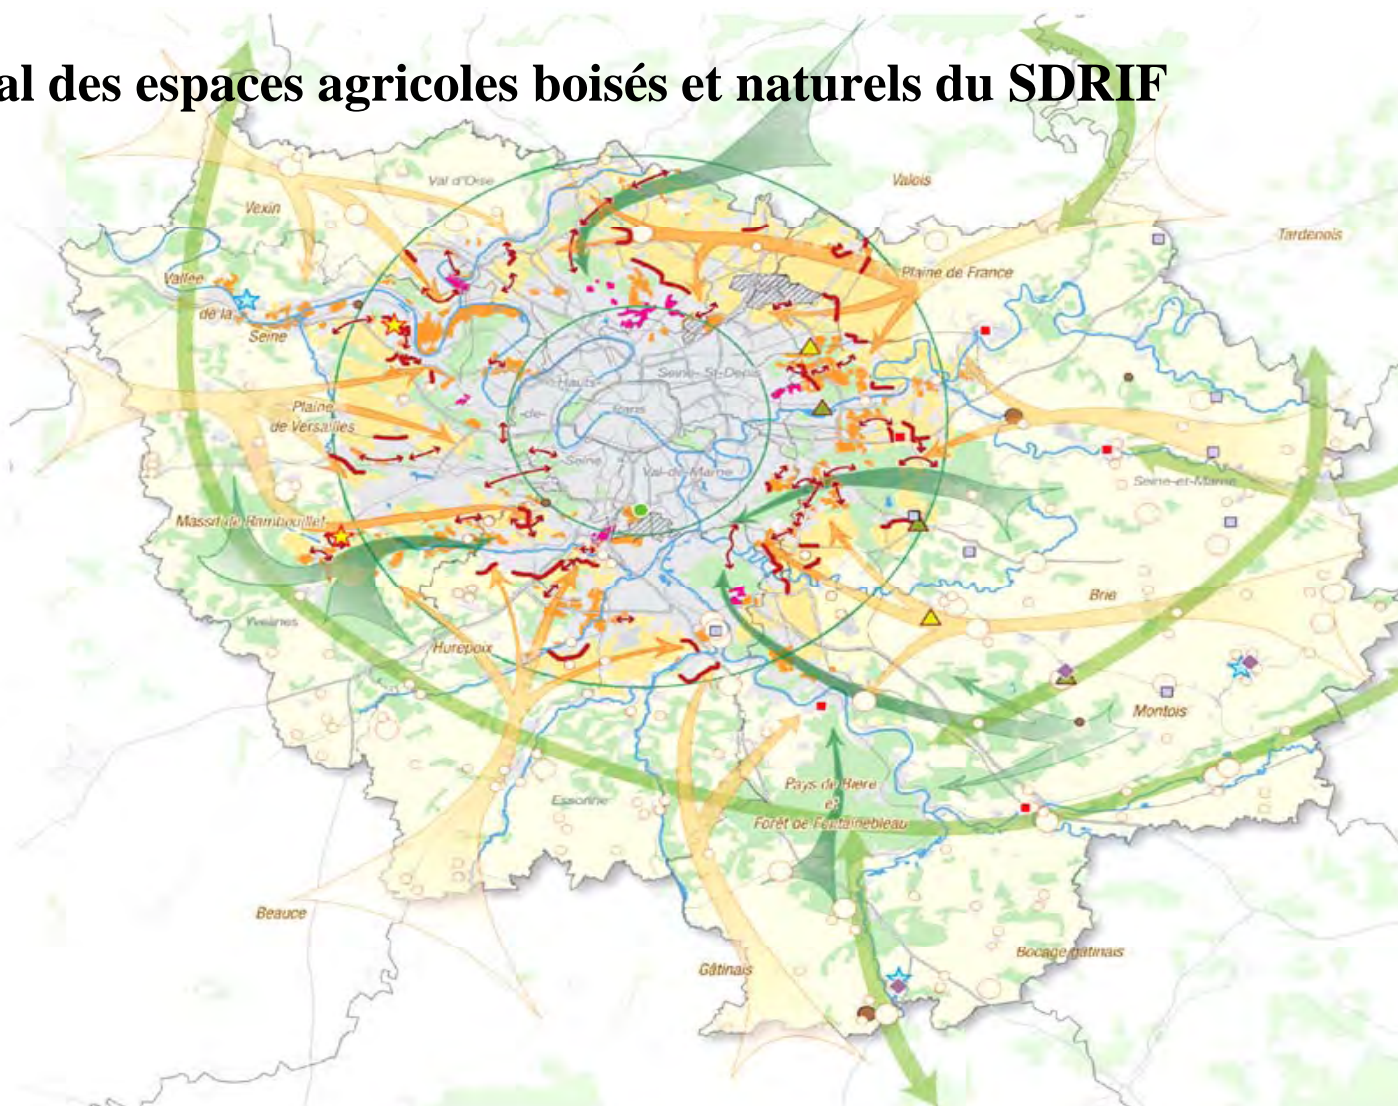 al des espaces agricoles boisés et naturels du SDRIF
Val d'Oise
Valois
Vexin
Tardenois
Vallée
de la
Seine
Plaine de France
Hauts-
-de-
-Seine
Seine-St-Denis
Paris
Val-de-Marne
Plaine
de Versailles
Seine-et-Marne
Massif de Rambouillet
Brie
Yvelines
Hurepoix
Montois
Essonne
Pays de Bière
et
Forêt de Fontainebleau
Beauce
Gâtinais
Bocage gâtinais